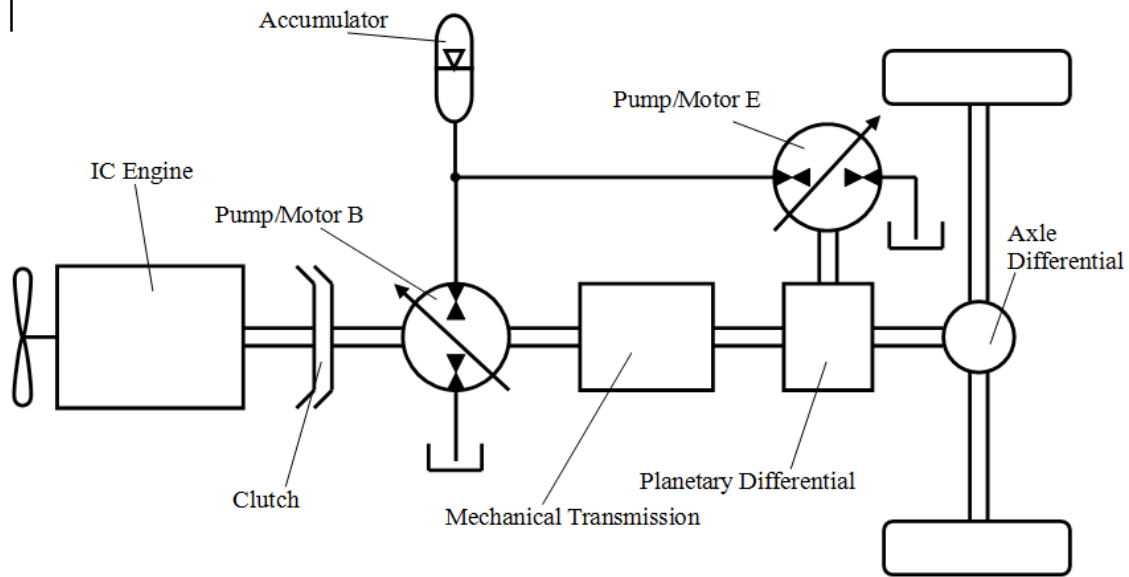 Accumulator
Pump/Motor E
IC Engine
Pump/Motor B
Axle
Differential
Planetary Differential
Clutch
Mechanical Transmission